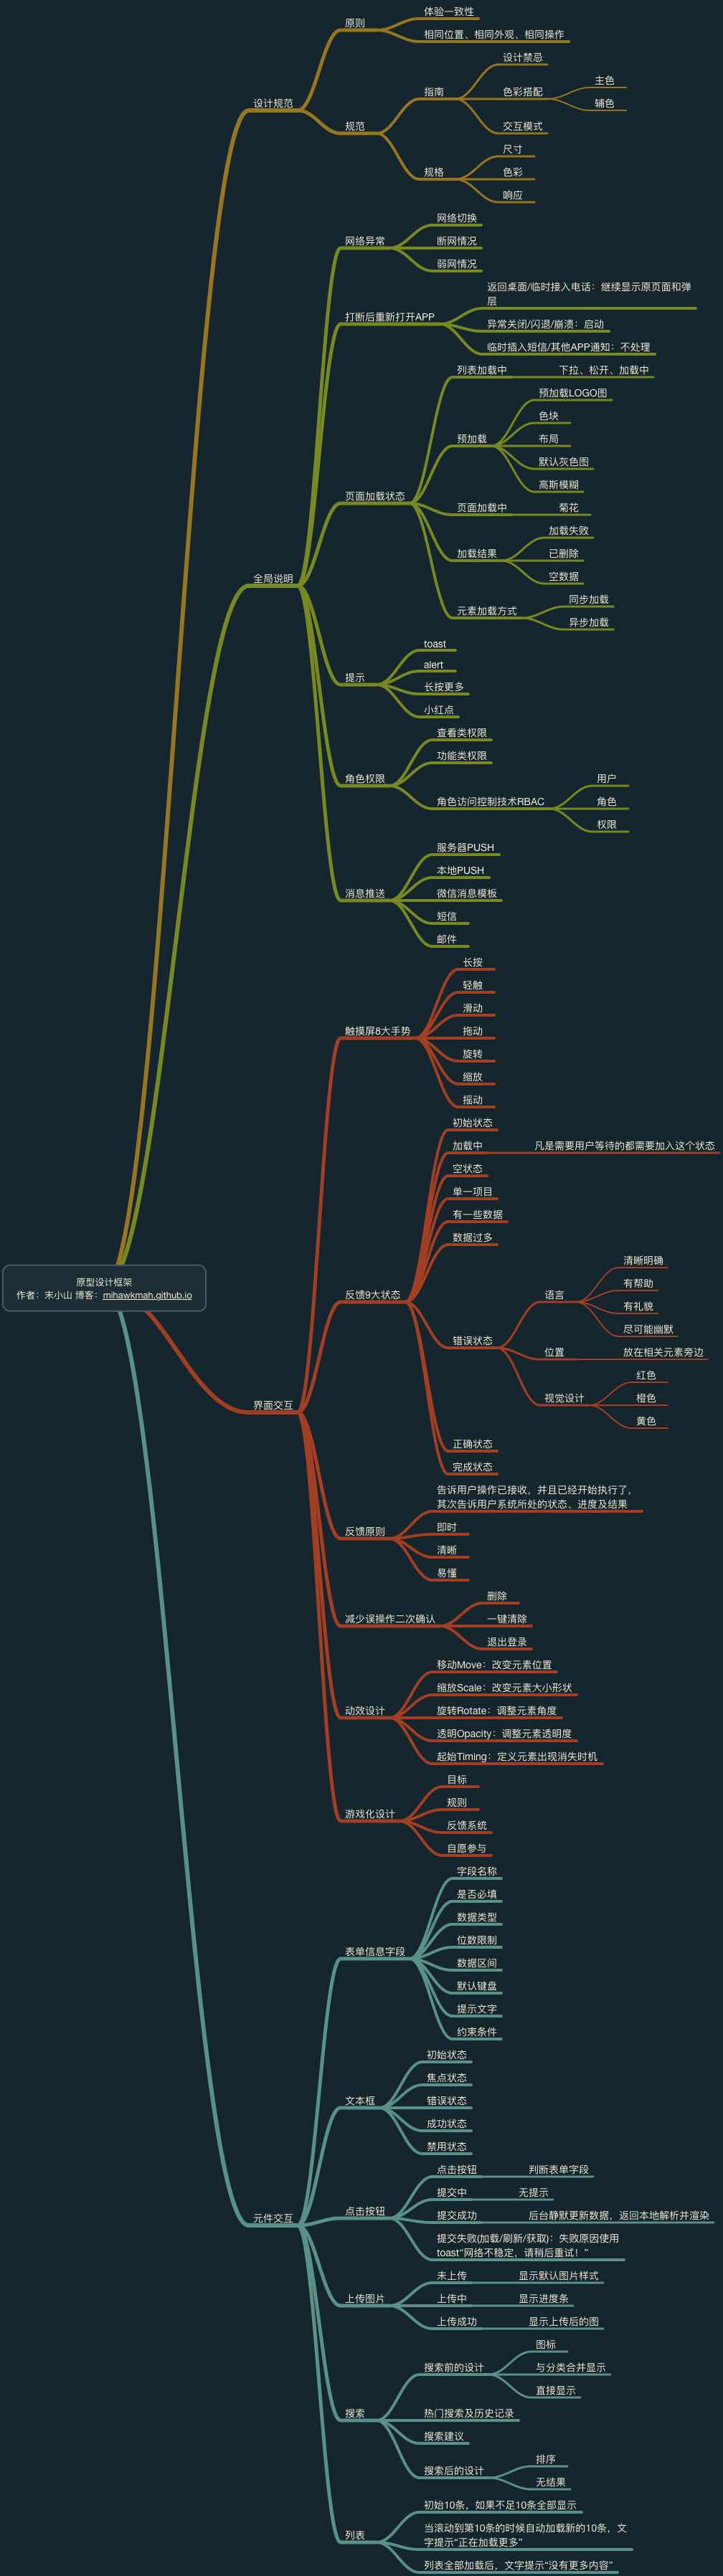 原则
体验一致性
相同位置、相同外观、相同操作
设计规范
规范
指南
设计禁忌
色彩搭配
主色
辅色
交互模式
规格
尺寸
色彩
响应
网络异常
网络切换
断网情况
弱网情况
打断后重新打开APP
返回桌面/临时接入电话：继续显示原页面和弹
层
异常关闭/闪退/崩溃：启动
临时插入短信/其他APP通知：不处理
全局说明
页面加载状态
列表加载中
下拉、松开、加载中
预加载
预加载LOGO图
色块
布局
默认灰色图
高斯模糊
页面加载中
菊花
加载结果
加载失败
已删除
空数据
元素加载方式
同步加载
异步加载
提示
toast
alert
长按更多
小红点
角色权限
查看类权限
功能类权限
角色访问控制技术RBAC
用户
角色
权限
消息推送
服务器PUSH
本地PUSH
微信消息模板
短信
邮件
原型设计框架
作者：末小山 博客：mihawkmah.github.io
界面交互
触摸屏8大手势
长按
轻触
滑动
拖动
旋转
缩放
摇动
反馈9大状态
初始状态
加载中
凡是需要用户等待的都需要加入这个状态
空状态
单一项目
有一些数据
数据过多
错误状态
语言
清晰明确
有帮助
有礼貌
尽可能幽默
位置
放在相关元素旁边
视觉设计
红色
橙色
黄色
正确状态
完成状态
反馈原则
告诉用户操作已接收，并且已经开始执行了，
其次告诉用户系统所处的状态、进度及结果
即时
清晰
易懂
减少误操作二次确认
删除
一键清除
退出登录
动效设计
移动Move：改变元素位置
缩放Scale：改变元素大小形状
旋转Rotate：调整元素角度
透明Opacity：调整元素透明度
起始Timing：定义元素出现消失时机
游戏化设计
目标
规则
反馈系统
自愿参与
元件交互
表单信息字段
字段名称
是否必填
数据类型
位数限制
数据区间
默认键盘
提示文字
约束条件
文本框
初始状态
焦点状态
错误状态
成功状态
禁用状态
点击按钮
点击按钮
判断表单字段
提交中
无提示
提交成功
后台静默更新数据，返回本地解析并渲染
提交失败(加载/刷新/获取)：失败原因使用
toast“网络不稳定，请稍后重试！”
上传图片
未上传
显示默认图片样式
上传中
显示进度条
上传成功
显示上传后的图
搜索
搜索前的设计
图标
与分类合并显示
直接显示
热门搜索及历史记录
搜索建议
搜索后的设计
排序
无结果
列表
初始10条，如果不足10条全部显示
当滚动到第10条的时候自动加载新的10条，文
字提示“正在加载更多”
列表全部加载后，文字提示“没有更多内容”